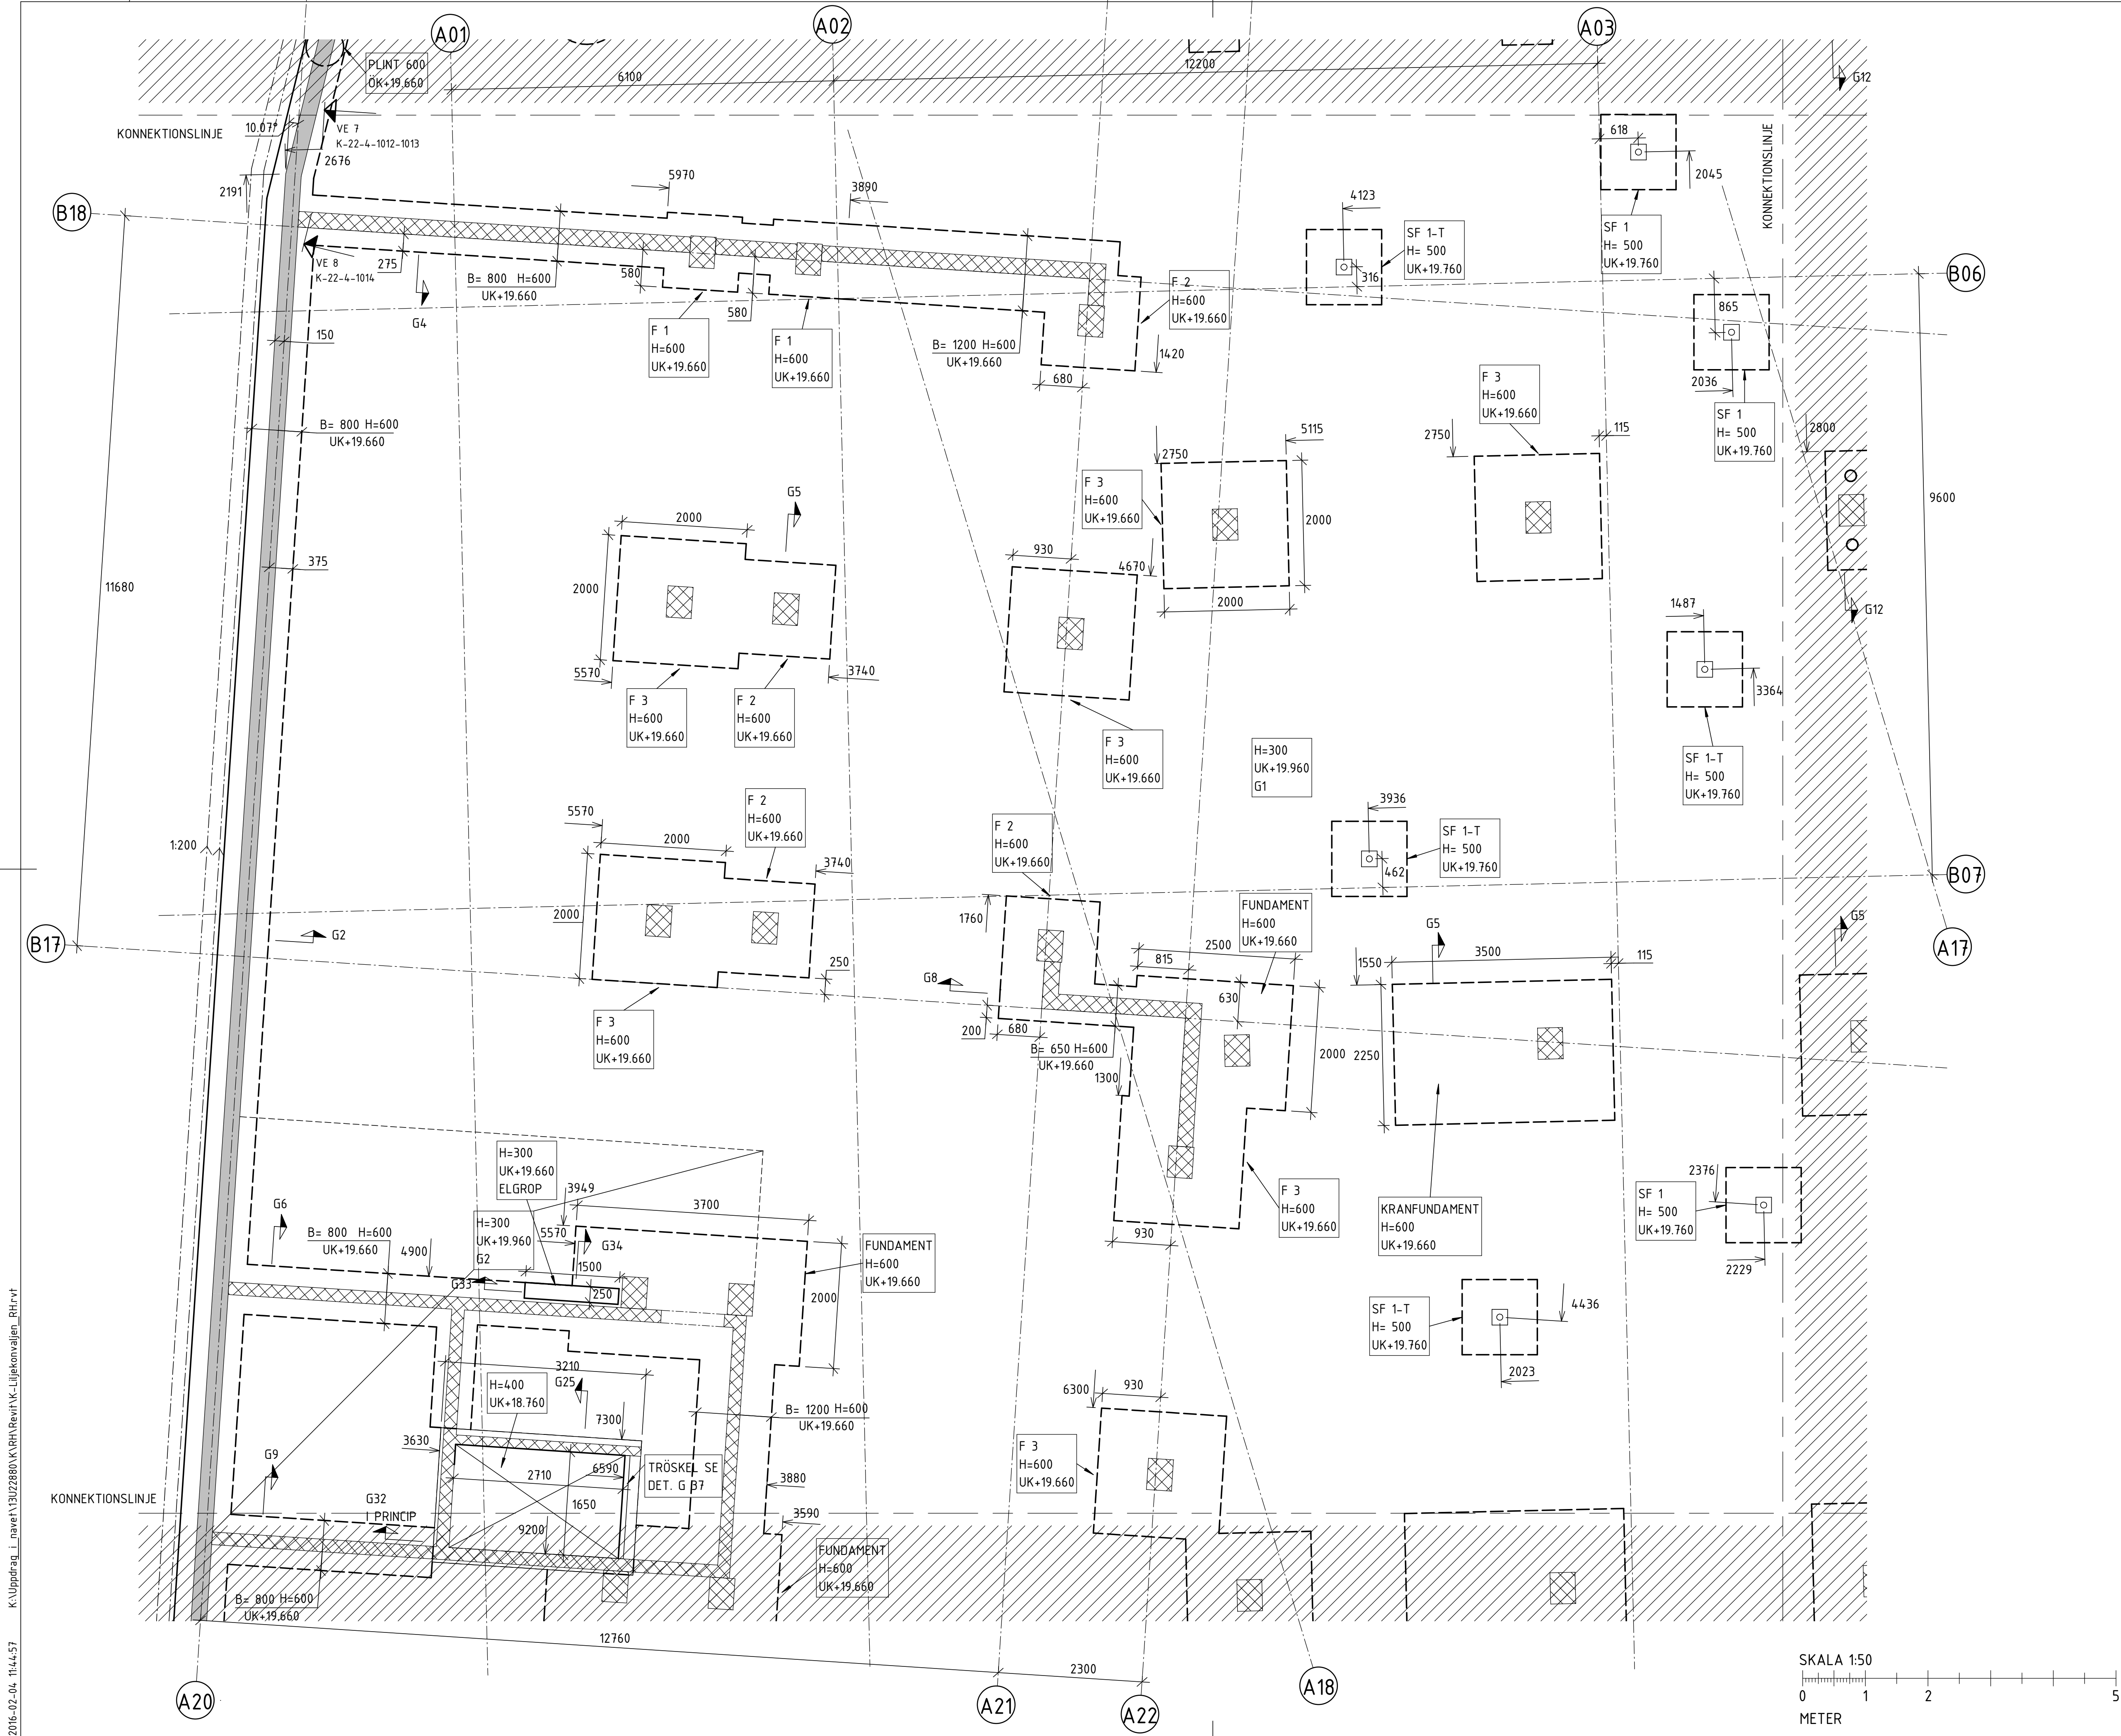 A01
A02
A03
PLINT 600
ÖK+19.660
6100
12200
G12
KONNEKTIONSLINJE
10.07°
VE 7
K-22-4-1012-1013
2676
2191
5970
3890
4123
618
2045
KONNEKTIONSLINJE
B18
SF 1-T
H= 500
UK+19.760
SF 1
H= 500
UK+19.760
316
VE 8
K-22-4-1014
275
G4
B= 800 H=600
UK+19.660
580
580
F 1
H=600
UK+19.660
F 1
H=600
UK+19.660
F 2
H=600
UK+19.660
B= 1200 H=600
UK+19.660
680
1420
B06
865
2036
SF 1
H= 500
UK+19.760
150
B= 800 H=600
UK+19.660
F 3
H=600
UK+19.660
115
2750
5115
2750
2800
F 3
H=600
UK+19.660
2000
9600
G5
2000
375
11680
2000
930
4670
2000
5570
3740
F 3
H=600
UK+19.660
F 2
H=600
UK+19.660
F 3
H=600
UK+19.660
H=300
UK+19.960
G1
1487
G12
3364
SF 1-T
H= 500
UK+19.760
F 2
H=600
UK+19.660
5570
2000
3740
1:200
F 2
H=600
UK+19.660
3936
SF 1-T
H= 500
UK+19.760
462
B07
2000
B17
G2
250
F 3
H=600
UK+19.660
1760
G8
200
680
FUNDAMENT
H=600
UK+19.660
2500
815
630
B= 650 H=600
UK+19.660
1300
2000
G5
1550
3500
115
2250
G5
A17
H=300
UK+19.660
ELGROP
3949
3700
G6
B= 800 H=600
UK+19.660
4900
H=300
UK+19.960
G2
5570
G34
1500
G33
250
FUNDAMENT
H=600
UK+19.660
2000
F 3
H=600
UK+19.660
930
KRANFUNDAMENT
H=600
UK+19.660
2376
SF 1
H= 500
UK+19.760
2229
SF 1-T
H= 500
UK+19.760
4436
2023
3210
G25
H=400
UK+18.760
7300
B= 1200 H=600
UK+19.660
3630
G9
6590
2710
TRÖSKEL SE
DET. G 37
1650
3880
6300
930
F 3
H=600
UK+19.660
KONNEKTIONSLINJE
G32
I PRINCIP
9200
3590
FUNDAMENT
H=600
UK+19.660
B= 800 H=600
UK+19.660
12760
2300
A20
A21
A22
A18
SKALA 1:50
0
1
2
5
METER
2016-02-04 11:44:57 K:\Uppdrag_i_navet\13U22880\K\RH\Revit\K-Liljekonvaljen_RH.rvt